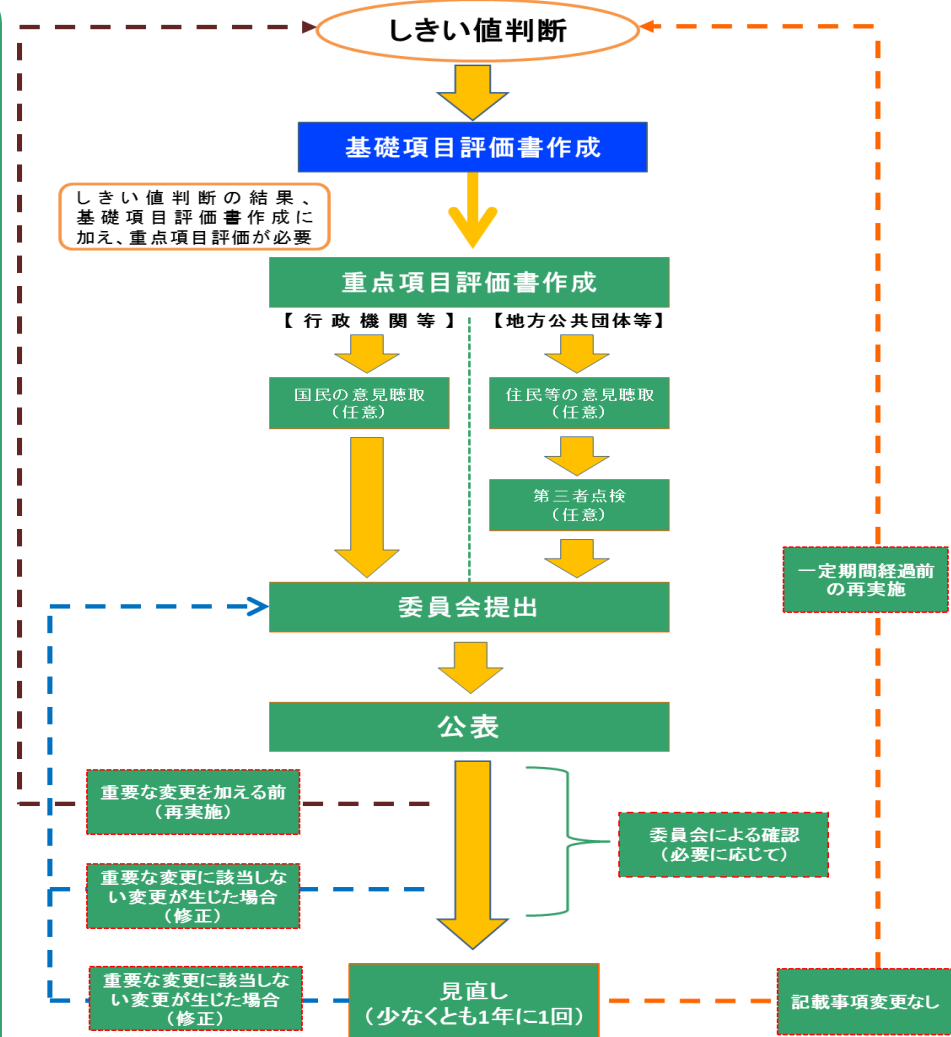 しきい値判断
基礎項目評価書作成
しきい値判断の結果、
基礎項目評価書作成に
加え、重点項目評価が必要
重点項目評価書作成
【行政機関等】
【地方公共団体等】
国民の意見聴取
（任意）
住民等の意見聴取
（任意）
第三者点検
（任意）
一定期間経過前
の再実施
委員会提出
公表
重要な変更を加える前
（再実施）
委員会による確認
（必要に応じて）
重要な変更に該当しな
い変更が生じた場合
（修正）
重要な変更に該当しな
い変更が生じた場合
（修正）
見直し
（少なくとも1年に1回）
記載事項変更なし